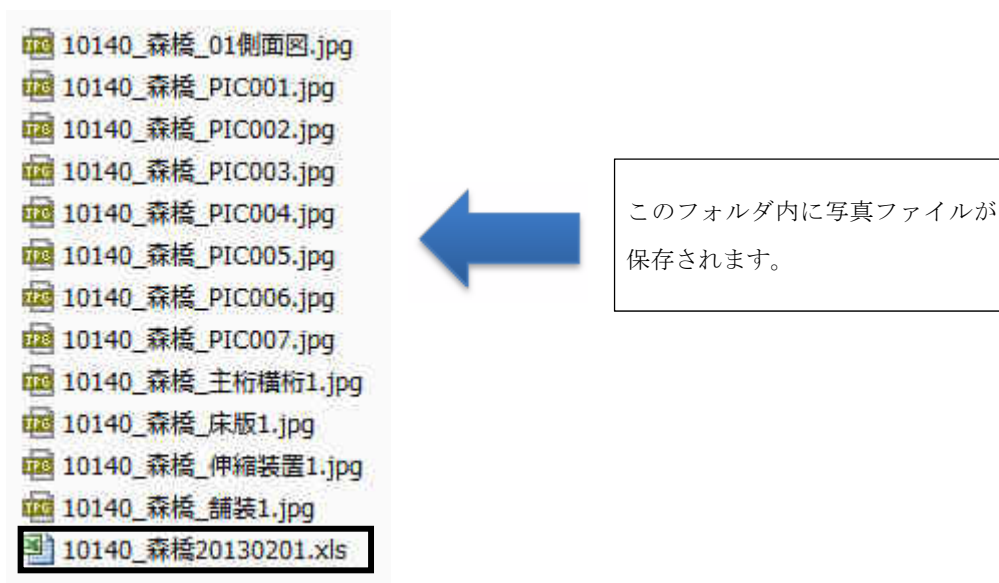 10140_森橋_01側面図.jpg
10140_森橋_PIC001.jpg
10140_森橋_PIC002.jpg
10140_森橋_PIC003.jpg
10140_森橋_PIC004.jpg
10140_森橋_PIC005.jpg
10140_森橋_PIC006.jpg
10140_森橋_PIC007.jpg
10140_森橋_主桁横桁1.jpg
10140_森橋_床版1.jpg
10140_森橋_伸縮装置1.jpg
10140_森橋_舗装1.jpg
10140_森橋20130201.xls
このフォルダ内に写真ファイルが
保存されます。